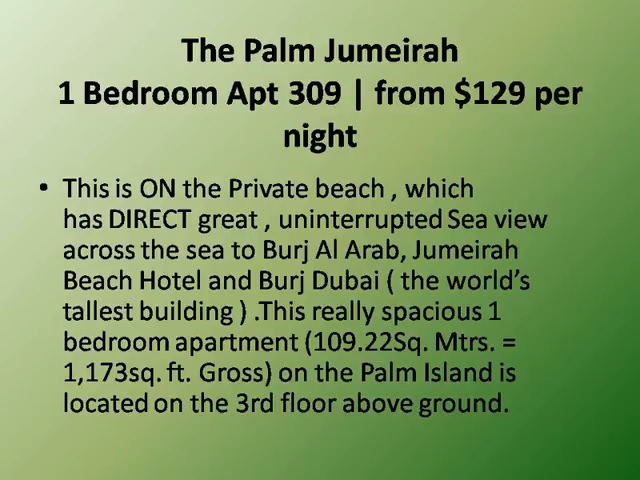 The Palm Jumeirah
1 Bedroom Apt 309 | from $129 per
night
• This is ON the Private beach , which
has DIRECT great , uninterrupted Sea view
across the sea to Burj Al Arab, Jumeirah
Beach Hotel and Burj Dubai ( the world's
tallest building ) .This really spacious 1
bedroom apartment (109.22Sq. Mtrs. =
1,173sq. ft. Gross) on the Palm Island is
located on the 3rd floor above ground.